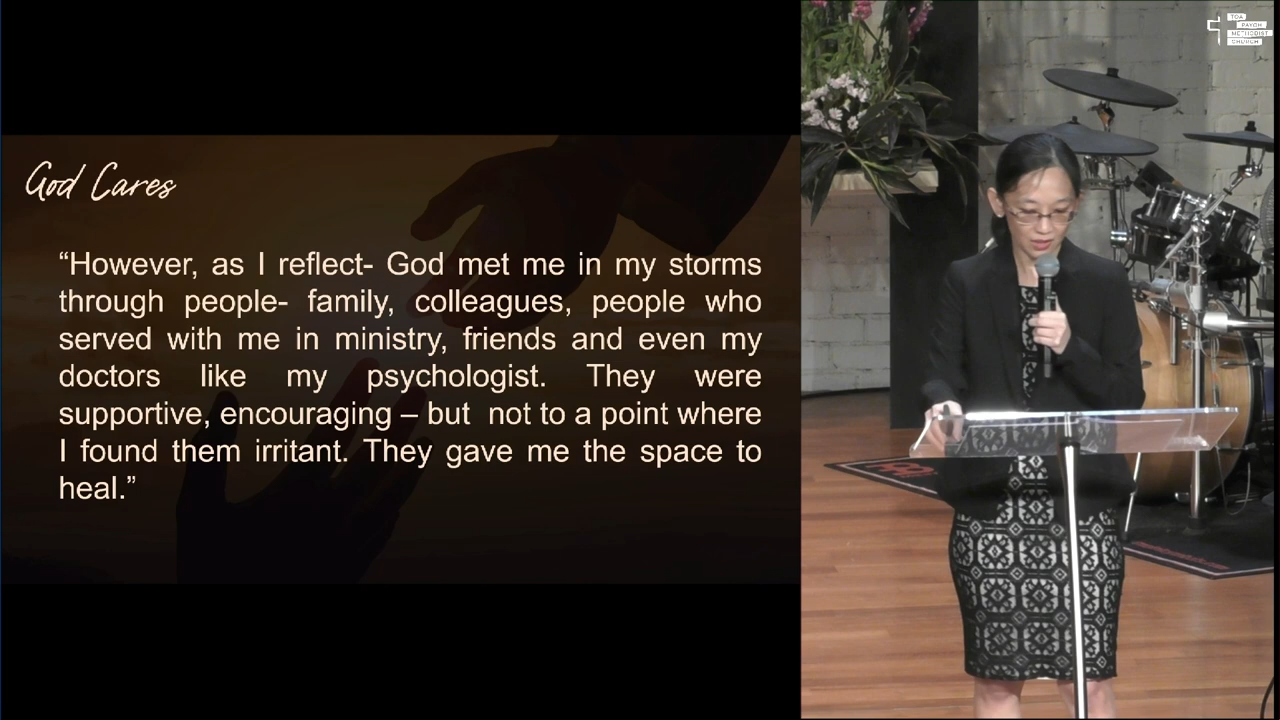 God Cares
“However, as I reflect- God met me in my storms
through people- family, colleagues, people who
served with me in ministry, friends and even my
doctors like my psychologist. They were
supportive, encouraging – but  not to a point where
I found them irritant. They gave me the space to
heal.”
TOA
PAYOH
METHODIST
CHURCH